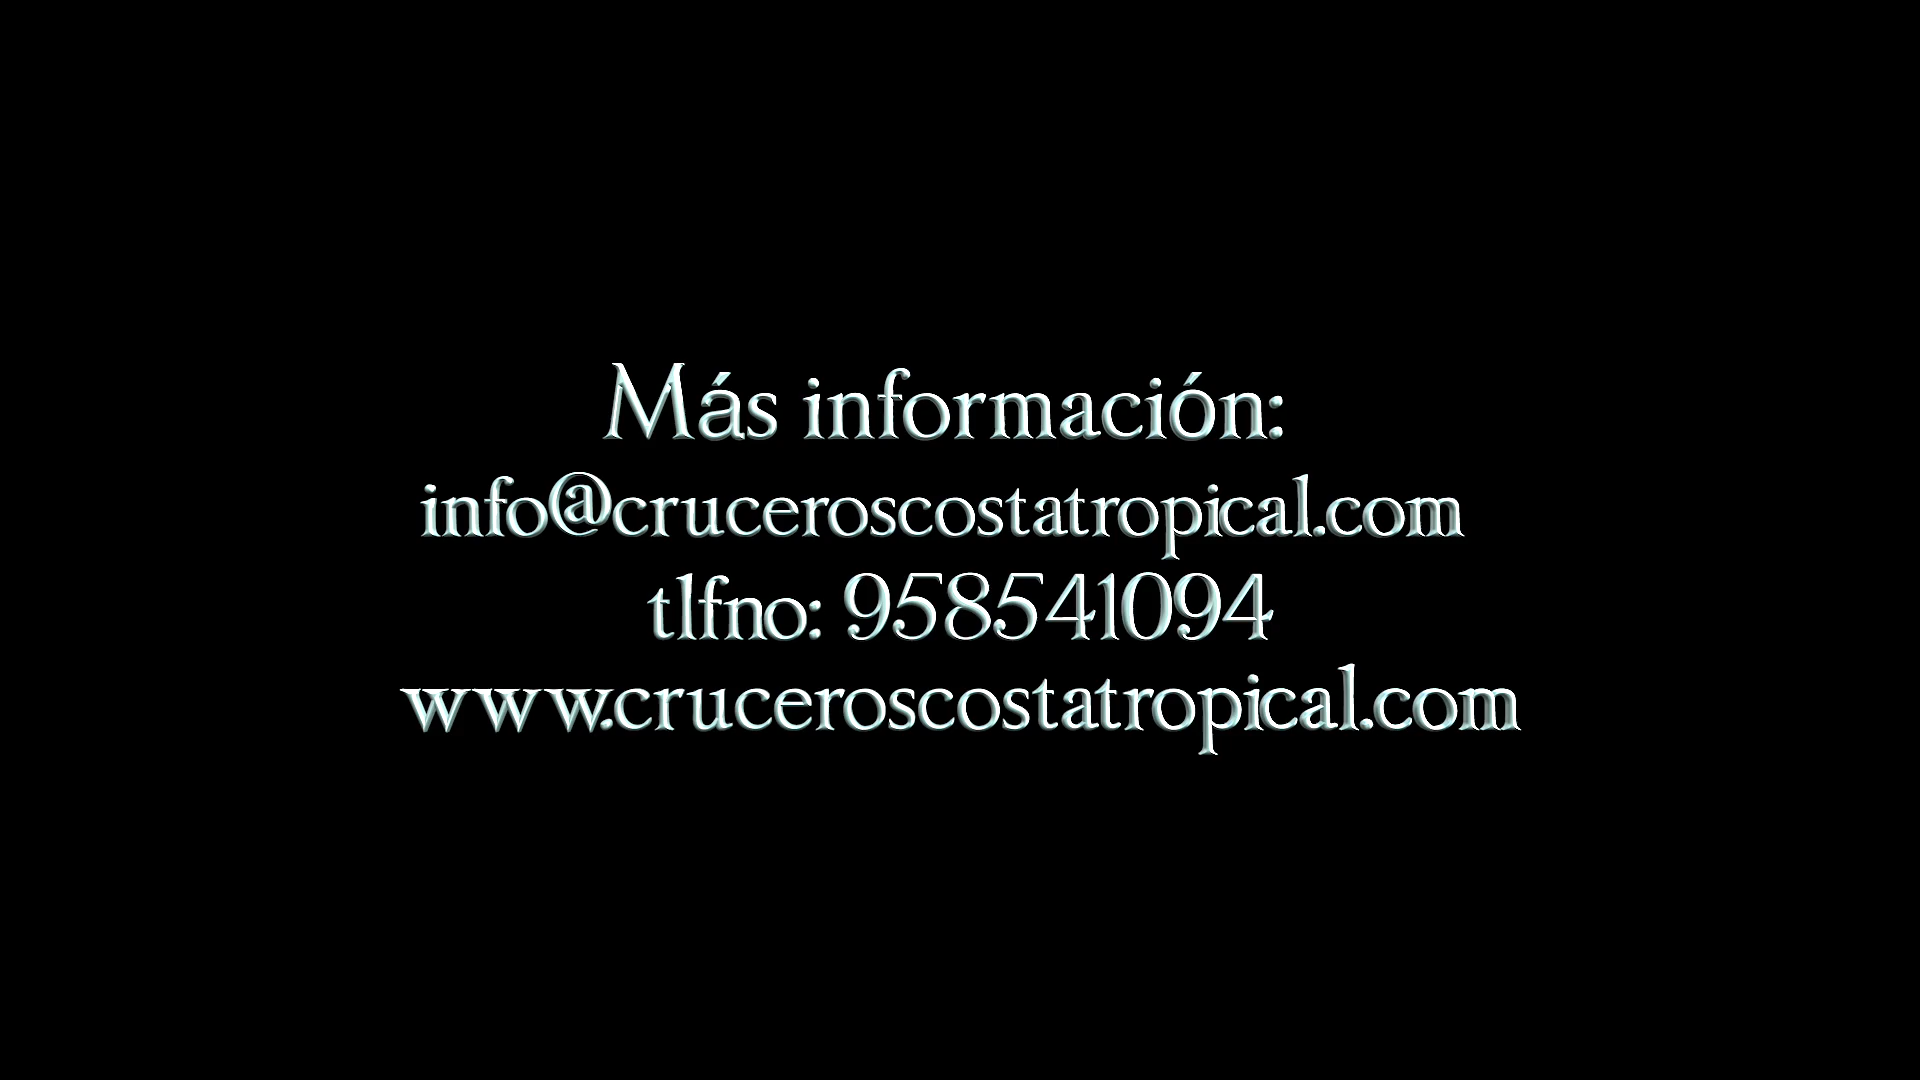 Más información:
info@cruceroscostatropical.com
tlfno: 958541094
www.cruceroscostatropical.com